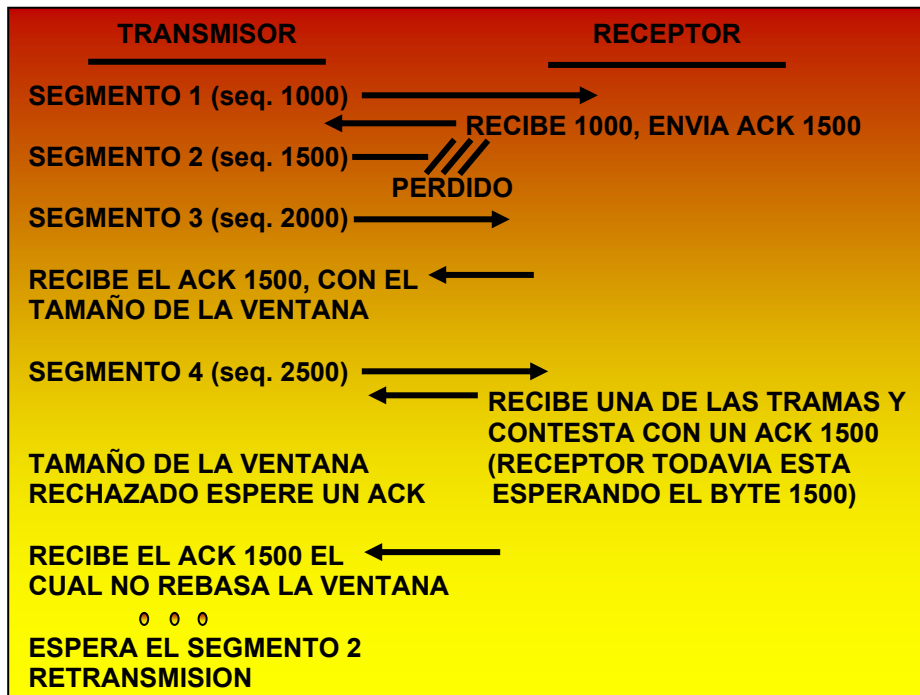 TRANSMISOR
RECEPTOR
SEGMENTO 1 (seq. 1000)
RECIBE 1000, ENVIA ACK 1500
SEGMENTO 2 (seq. 1500)
PERDIDO
SEGMENTO 3 (seq. 2000)
RECIBE EL ACK 1500, CON EL
TAMAÑO DE LA VENTANA
SEGMENTO 4 (seq. 2500)
RECIBE UNA DE LAS TRAMAS Y
CONTESTA CON UN ACK 1500
(RECEPTOR TODAVIA ESTA
ESPERANDO EL BYTE 1500)
TAMAÑO DE LA VENTANA
RECHAZADO ESPERE UN ACK
RECIBE EL ACK 1500 EL
CUAL NO REBASA LA VENTANA
ESPERA EL SEGMENTO 2
RETRANSMISION